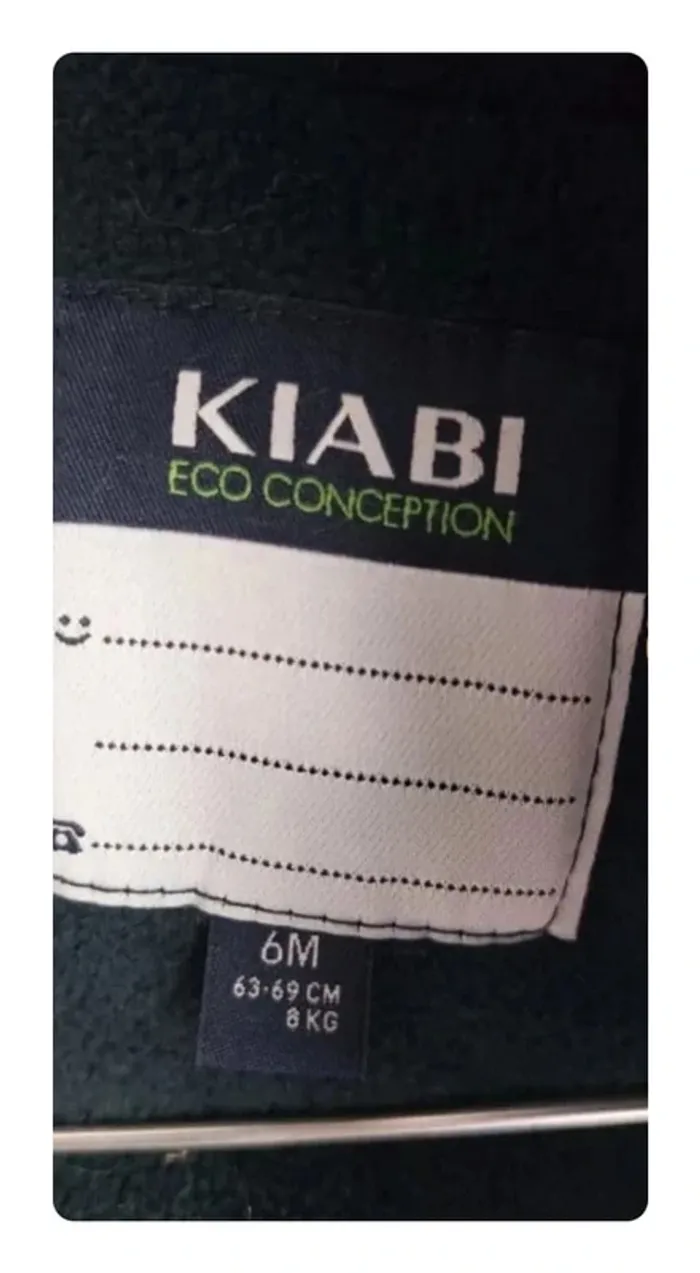 KIABI
ECO CONCEPTION
6M
63-69 CM
8 KG